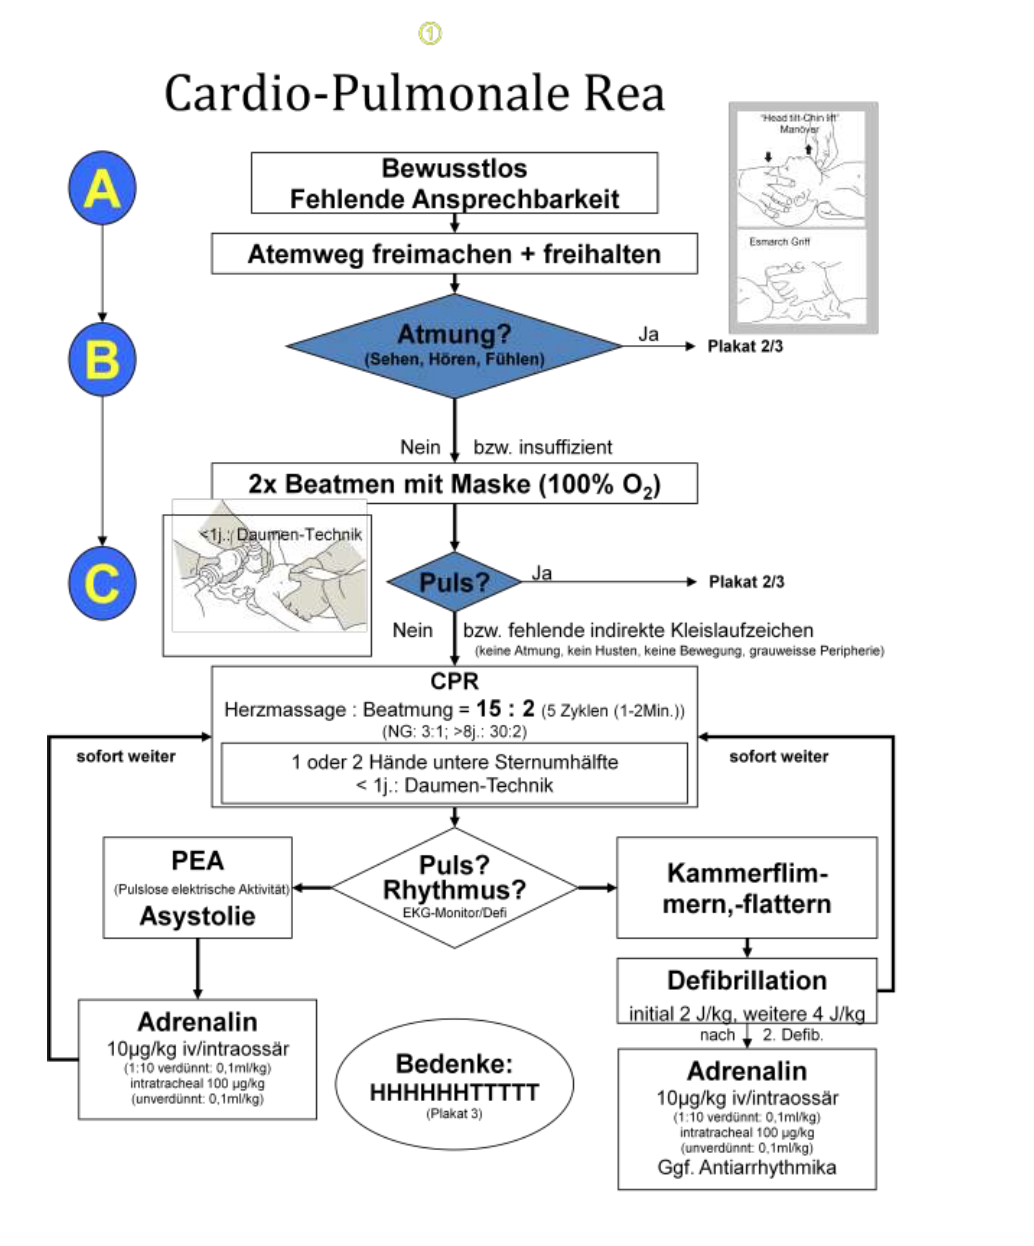 ①
Cardio-Pulmonale Rea
"Head tilt-Chin lift"
Manöver
A
Bewusstlos
Fehlende Ansprechbarkeit
Atemweg freimachen + freihalten
Esmarch Griff
B
Atmung?
(Sehen, Hören, Fühlen)
Ja
Plakat 2/3
Nein
bzw. insuffizient
2x Beatmen mit Maske (100% O₂)
<1j.: Daumen-Technik
C
Puls?
Ja
Plakat 2/3
Nein
bzw. fehlende indirekte Kleislaufzeichen
(keine Atmung, kein Husten, keine Bewegung, grauweisse Peripherie)
CPR
Herzmassage : Beatmung = 15 : 2 (5 Zyklen (1-2Min.))
(NG: 3:1; >8j.: 30:2)
sofort weiter
sofort weiter
1 oder 2 Hände untere Sternumhälfte
< 1j.: Daumen-Technik
PEA
(Pulslose elektrische Aktivität)
Asystolie
Puls?
Rhythmus?
EKG-Monitor/Defi
Kammerflim-
mern,-flattern
Defibrillation
initial 2 J/kg, weitere 4 J/kg
nach 2. Defib.
Adrenalin
10µg/kg iv/intraossär
(1:10 verdünnt: 0,1ml/kg)
intratracheal 100 µg/kg
(unverdünnt: 0,1ml/kg)
Bedenke:
HHHHHHTTTTT
(Plakat 3)
Adrenalin
10µg/kg iv/intraossär
(1:10 verdünnt: 0,1ml/kg)
intratracheal 100 µg/kg
(unverdünnt: 0,1ml/kg)
Ggf. Antiarrhythmika